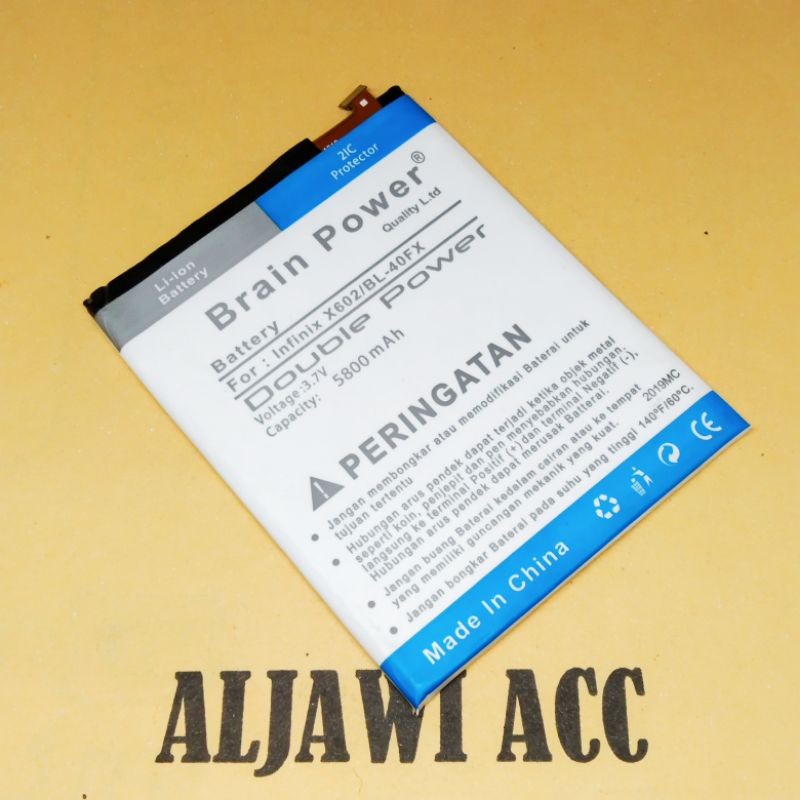 2IC
Protector
Li-ion
Battery
Brain Power®
Quality L.td
Battery
For : Infinix X602/BL-40FX
Double Power
Voltage:3.7V
Capacity: 5800 mAh
PERINGATAN
Jangan membongkar atau memodifikasi Baterai untuk
tujuan tertentu
Hubungan arus pendek dapat terjadi ketika objek metal
seperti koin, penjepit dan pen menyebabkan hubungan.
langsung ke terminal Positif (+) dan terminal Negatif (-),
Hubungan arus pendek dapat merusak Baterai.
Jangan buang Baterai kedalam cairan atau ke tempat
yang memiliki guncangan mekanik yang kuat.
Jangan bongkar Baterai pada suhu yang tinggi 140°F/60°C.
2019MC
Made In China
CE
ALJAWI ACC